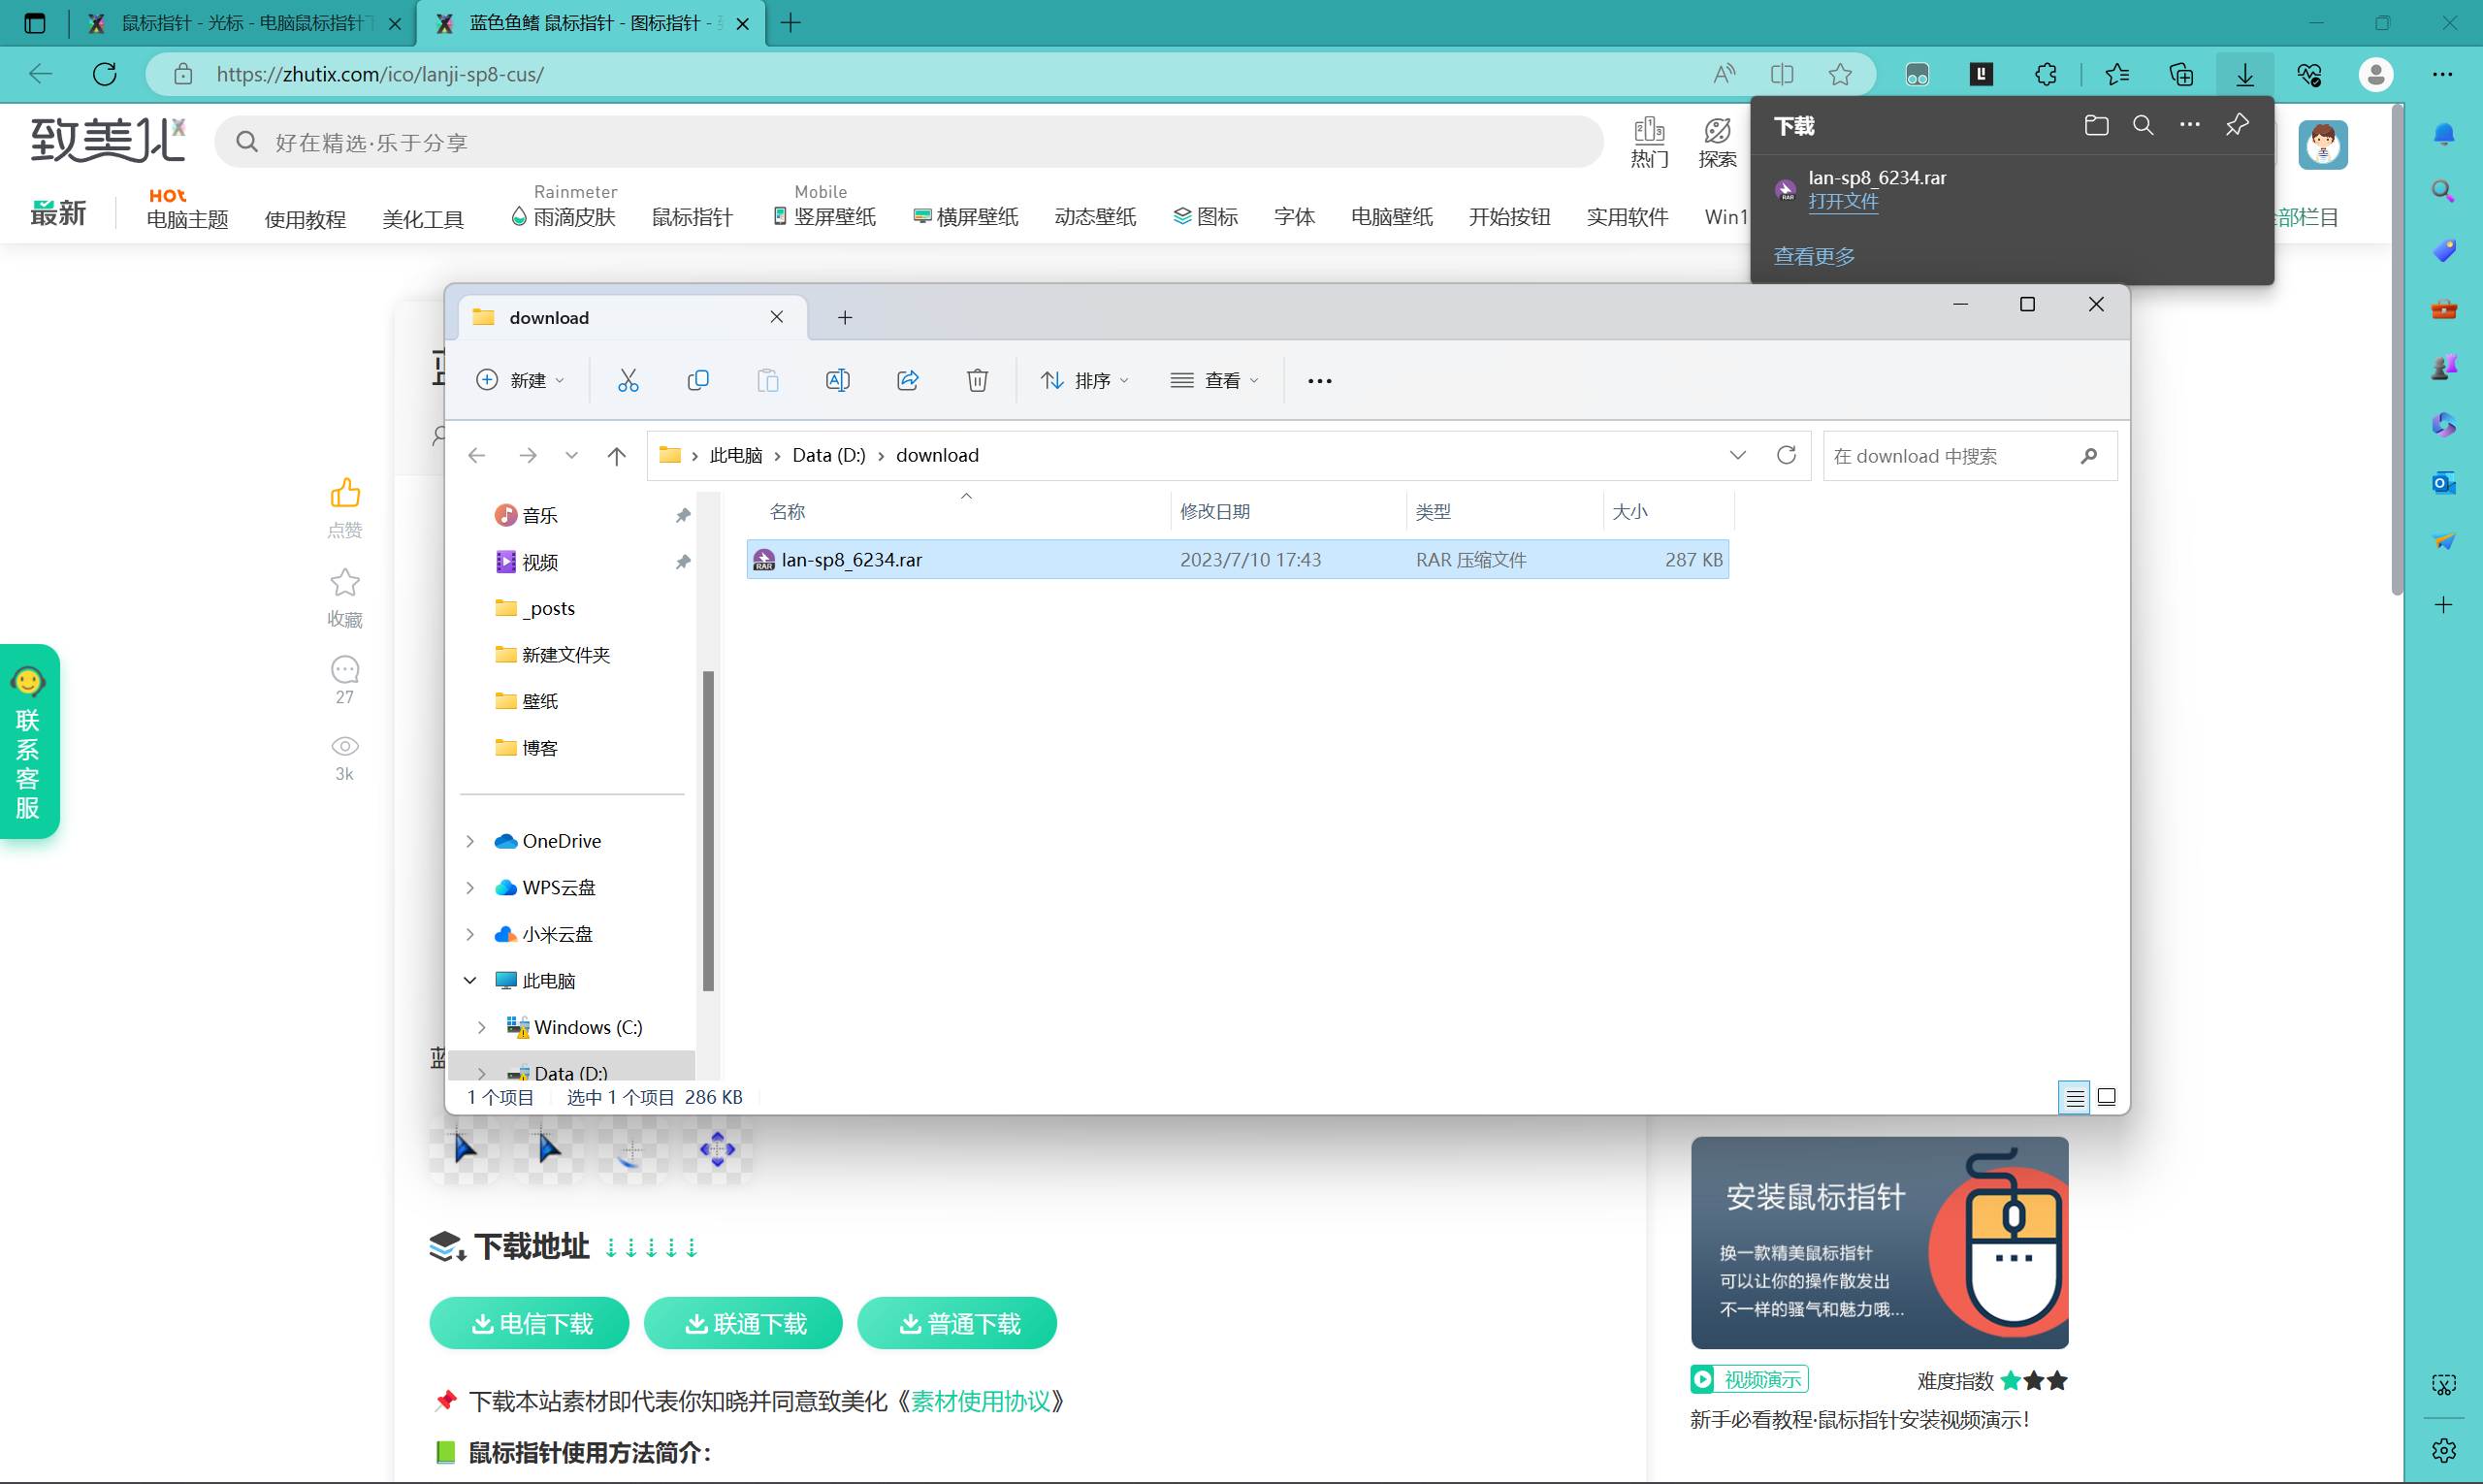 鼠标指针 - 光标 - 电脑鼠标指针下
蓝色鱼鳍 鼠标指针 - 图标指针 -
https://zhutix.com/ico/lanji-sp8-cus/
致美化
好在精选·乐于分享
热门
探索
最新
HOT
电脑主题
使用教程
美化工具
Rainmeter
雨滴皮肤
鼠标指针
Mobile
竖屏壁纸
横屏壁纸
动态壁纸
图标
字体
电脑壁纸
开始按钮
实用软件
Win1
全部栏目
下载
lan-sp8_6234.rar
打开文件
查看更多
download
新建
排序
查看
此电脑
Data (D:)
download
在 download 中搜索
名称
修改日期
类型
大小
lan-sp8_6234.rar
2023/7/10 17:43
RAR 压缩文件
287 KB
音乐
视频
_posts
新建文件夹
壁纸
博客
OneDrive
WPS云盘
小米云盘
此电脑
Windows (C:)
Data (D:)
1 个项目
选中 1 个项目 286 KB
点赞
收藏
27
3k
联系客服
蓝
下载地址
电信下载
联通下载
普通下载
下载本站素材即代表你知晓并同意致美化《素材使用协议》
鼠标指针使用方法简介：
安装鼠标指针
换一款精美鼠标指针
可以让你的操作散发出
不一样的骚气和魅力哦...
视频演示
难度指数
新手必看教程·鼠标指针安装视频演示！